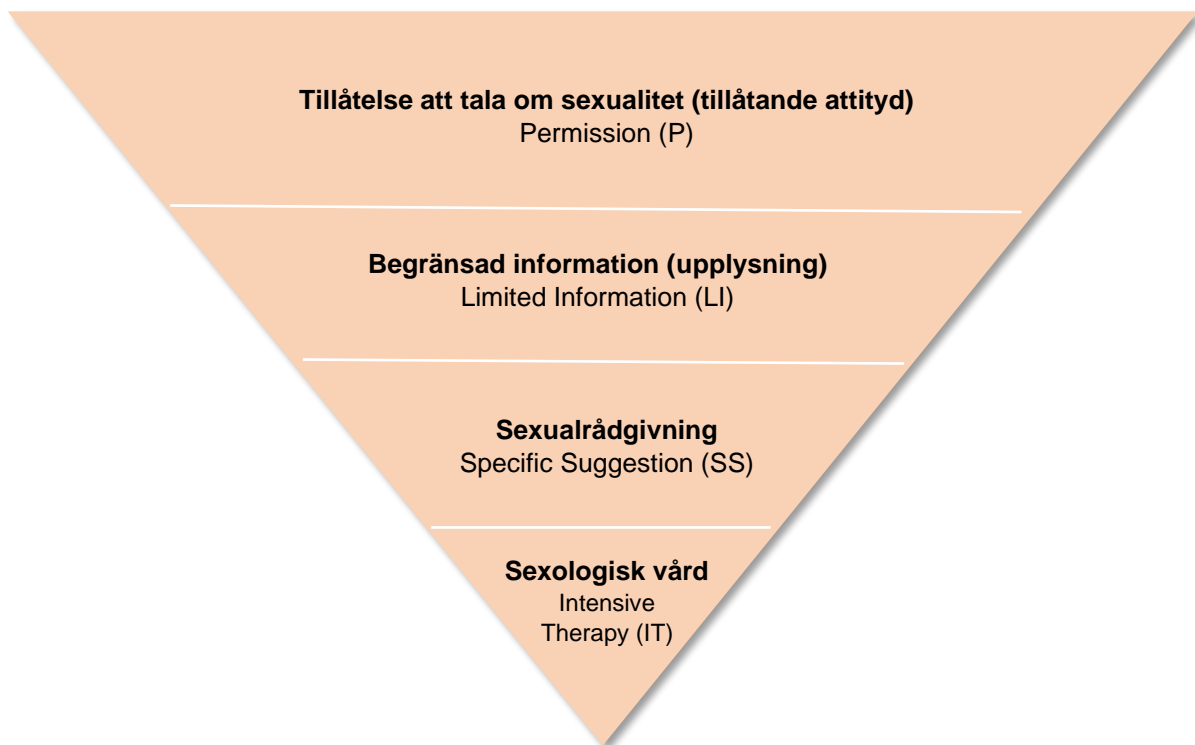 Tillåtelse att tala om sexualitet (tillåtande attityd)
Permission (P)
Begränsad information (upplysning)
Limited Information (LI)
Sexualrådgivning
Specific Suggestion (SS)
Sexologisk vård
Intensive
Therapy (IT)